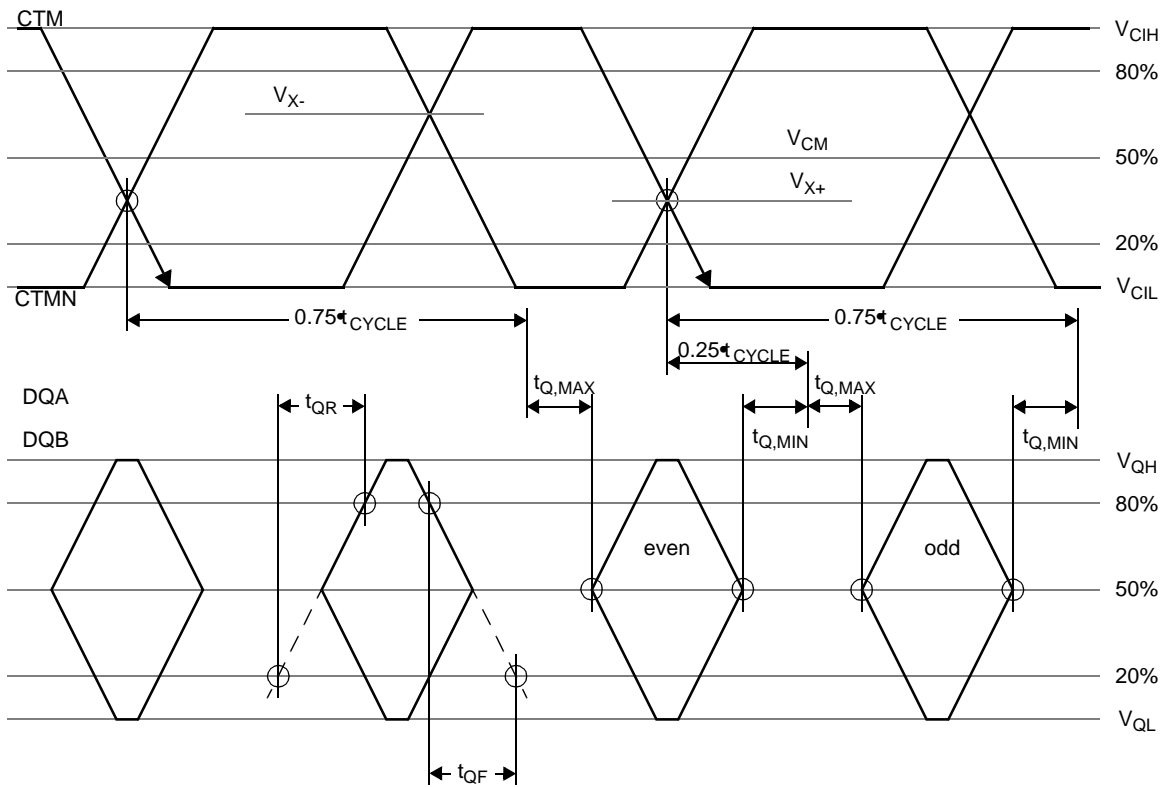 CTM
V_CIH
80%
V_X-
V_CM
50%
V_X+
20%
CTMN
V_CIL
0.75•t_CYCLE
0.75•t_CYCLE
0.25•t_CYCLE
t_Q,MAX
t_Q,MAX
DQA
t_QR
DQB
t_Q,MIN
t_Q,MIN
V_QH
80%
even
odd
50%
20%
V_QL
t_QF